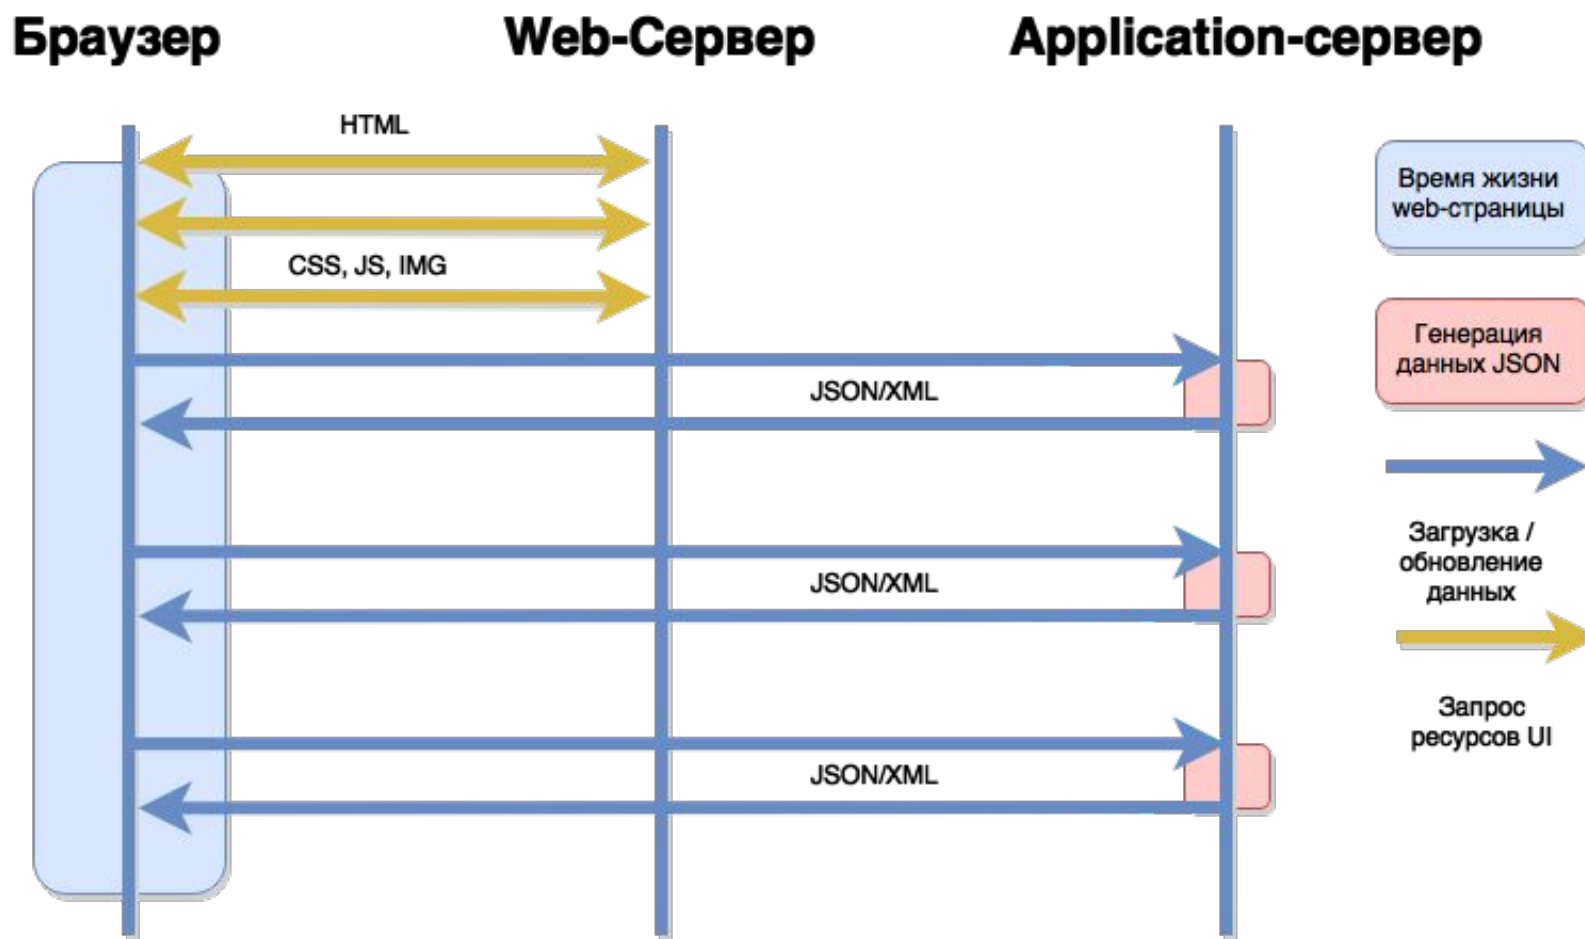 Браузер
Web-Сервер
Application-сервер
HTML
CSS, JS, IMG
JSON/XML
JSON/XML
JSON/XML
Время жизни
web-страницы
Генерация
данных JSON
Загрузка /
обновление
данных
Запрос
ресурсов UI